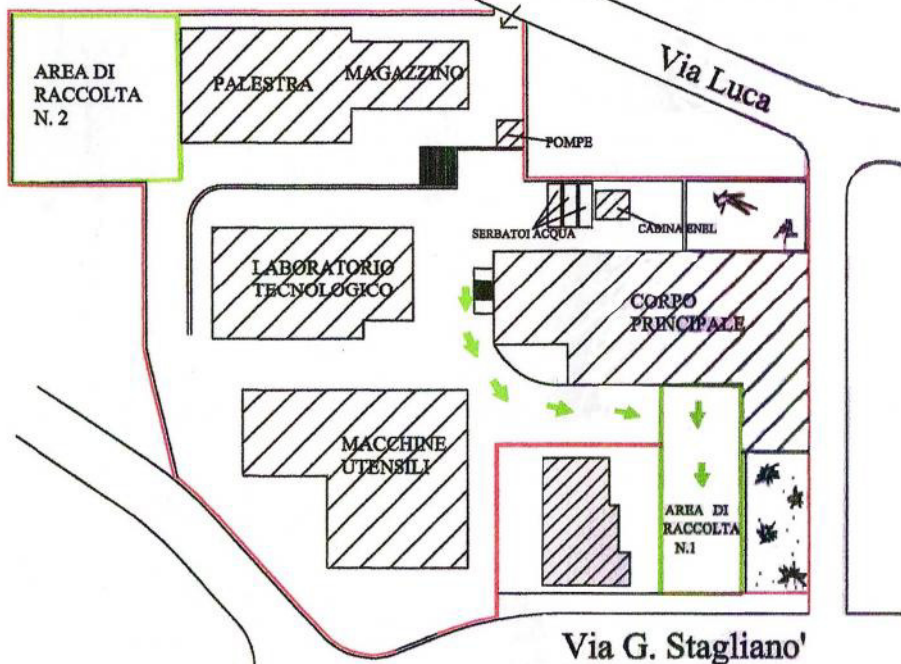 AREA DI
RACCOLTA
N. 2
PALESTRA
MAGAZZINO
Via Luca
POMPE
SERBATOI ACQUA
CABINA ENEL
LABORATORIO
TECNOLOGICO
CORPO
PRINCIPALE
MACCHINE
UTENSILI
AREA DI
RACCOLTA
N.1
Via G. Stagliano'